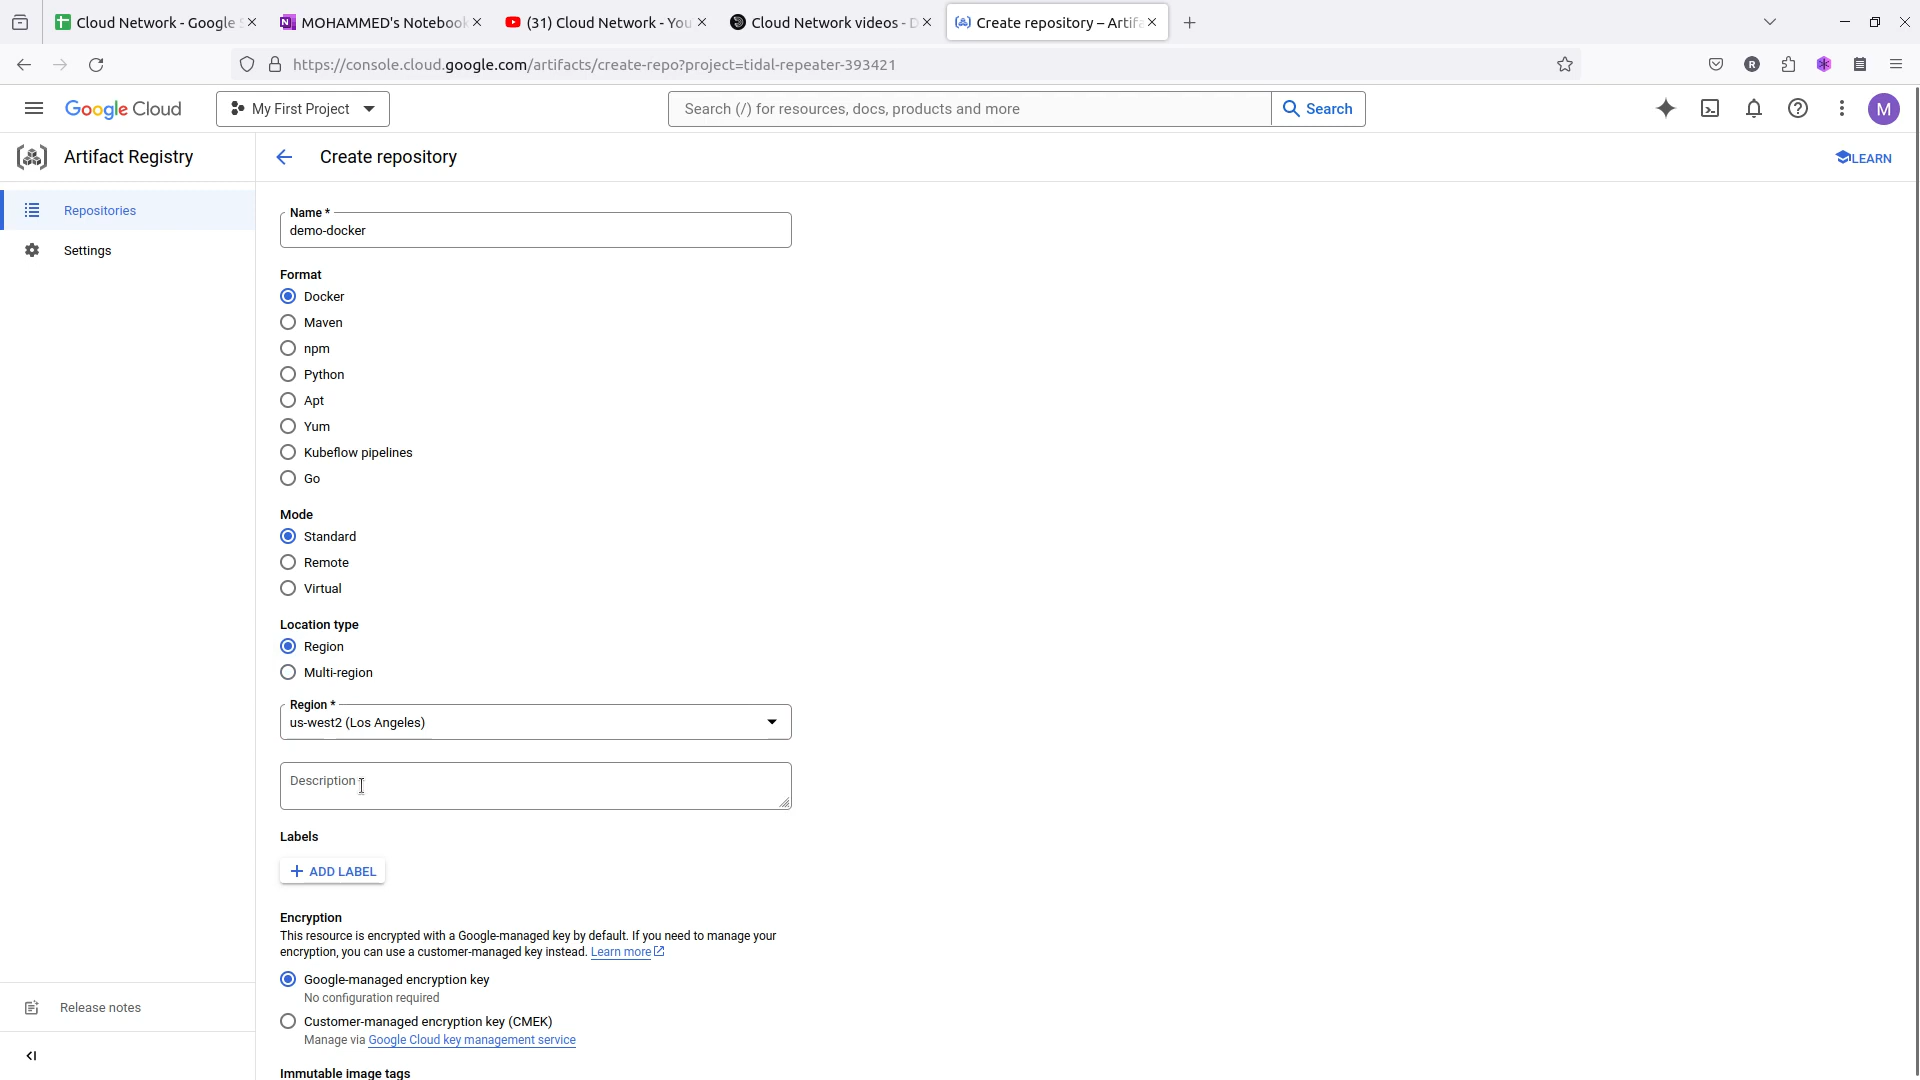 Cloud Network - Google S
MOHAMMED's Notebook
(31) Cloud Network - You
Cloud Network videos - D
Create repository – Artifa
https://console.cloud.google.com/artifacts/create-repo?project=tidal-repeater-393421
R
Google Cloud
My First Project
Search (/) for resources, docs, products and more
Search
M
Artifact Registry
Create repository
LEARN
Repositories
Settings
Name *
demo-docker
Format
Docker
Maven
npm
Python
Apt
Yum
Kubeflow pipelines
Go
Mode
Standard
Remote
Virtual
Location type
Region
Multi-region
Region *
us-west2 (Los Angeles)
Description
Labels
ADD LABEL
Encryption
This resource is encrypted with a Google-managed key by default. If you need to manage your
encryption, you can use a customer-managed key instead. Learn more
Google-managed encryption key
No configuration required
Customer-managed encryption key (CMEK)
Manage via Google Cloud key management service
Immutable image tags
Release notes